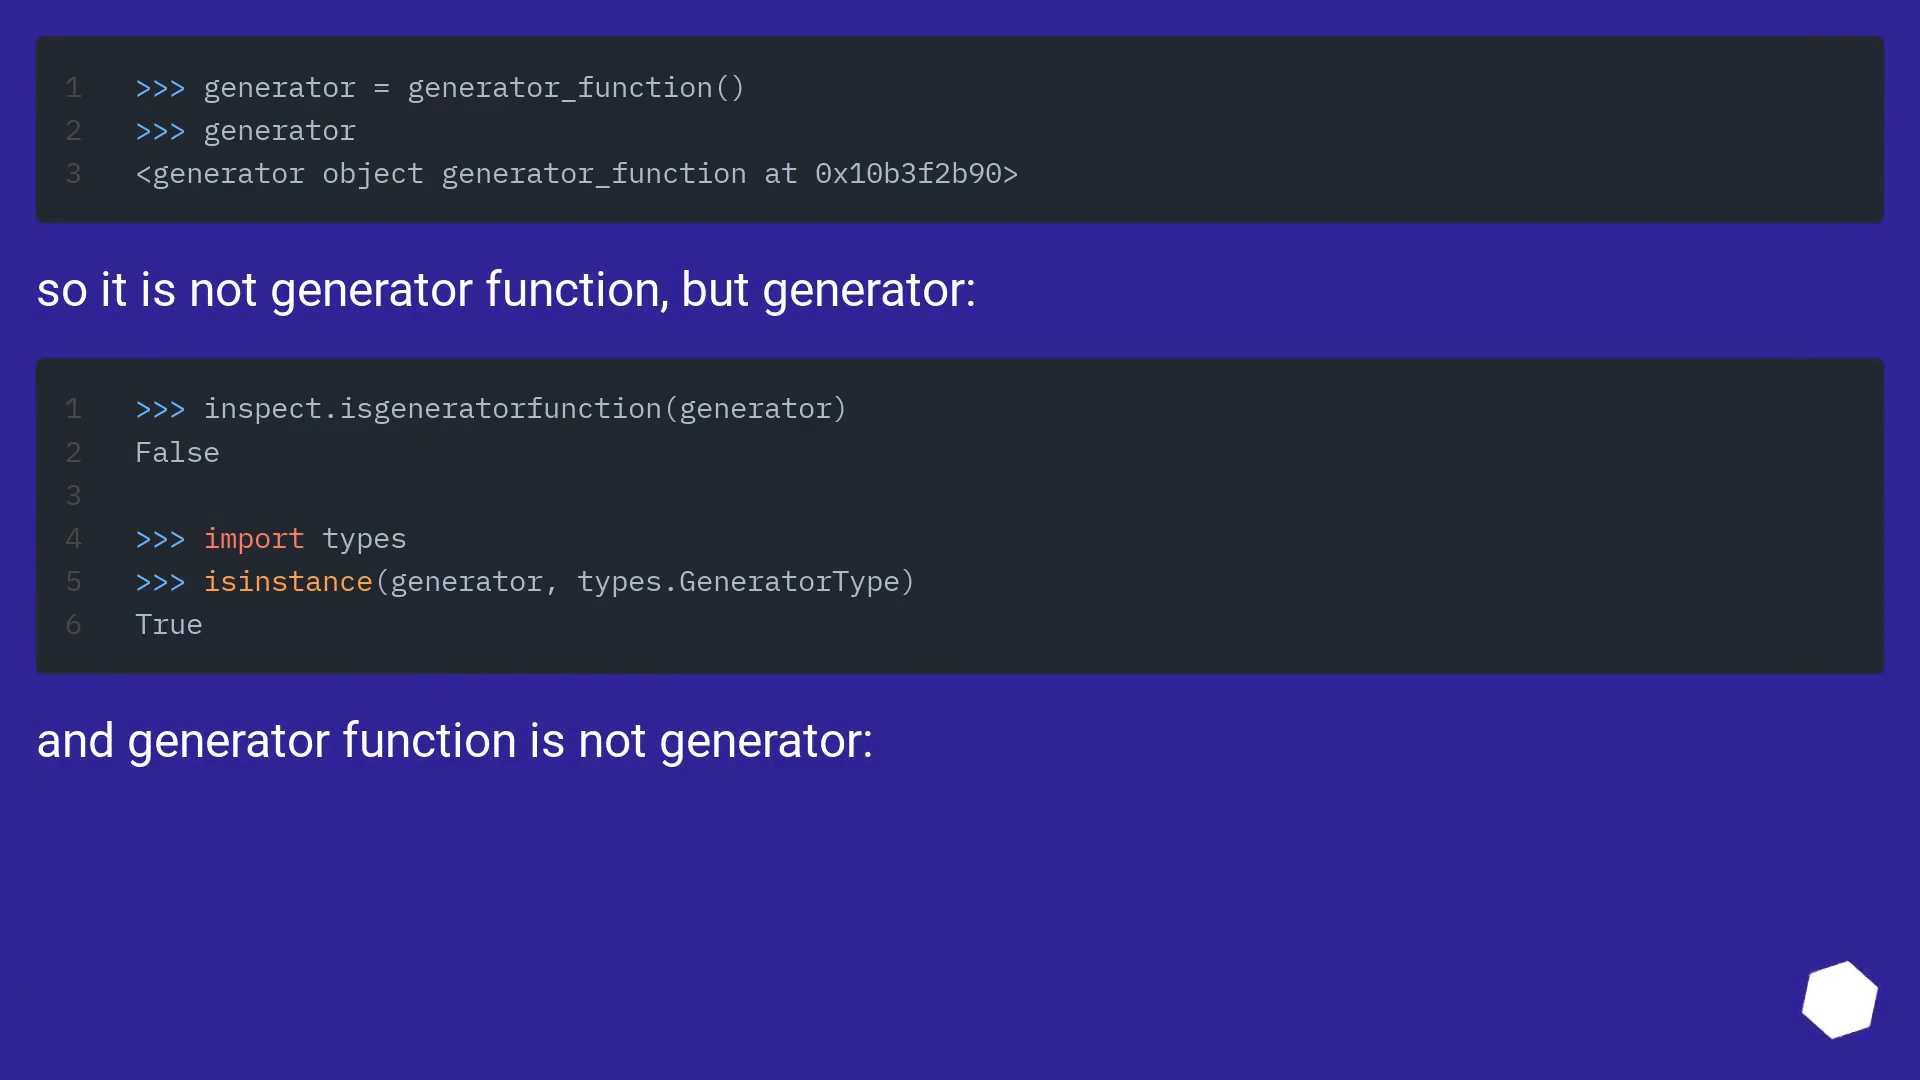 1 >>> generator = generator_function()
2 >>> generator
3 <generator object generator_function at 0x10b3f2b90>
so it is not generator function, but generator:
1 >>> inspect.isgeneratorfunction(generator)
2 False
3
4 >>> import types
5 >>> isinstance(generator, types.GeneratorType)
6 True
and generator function is not generator: